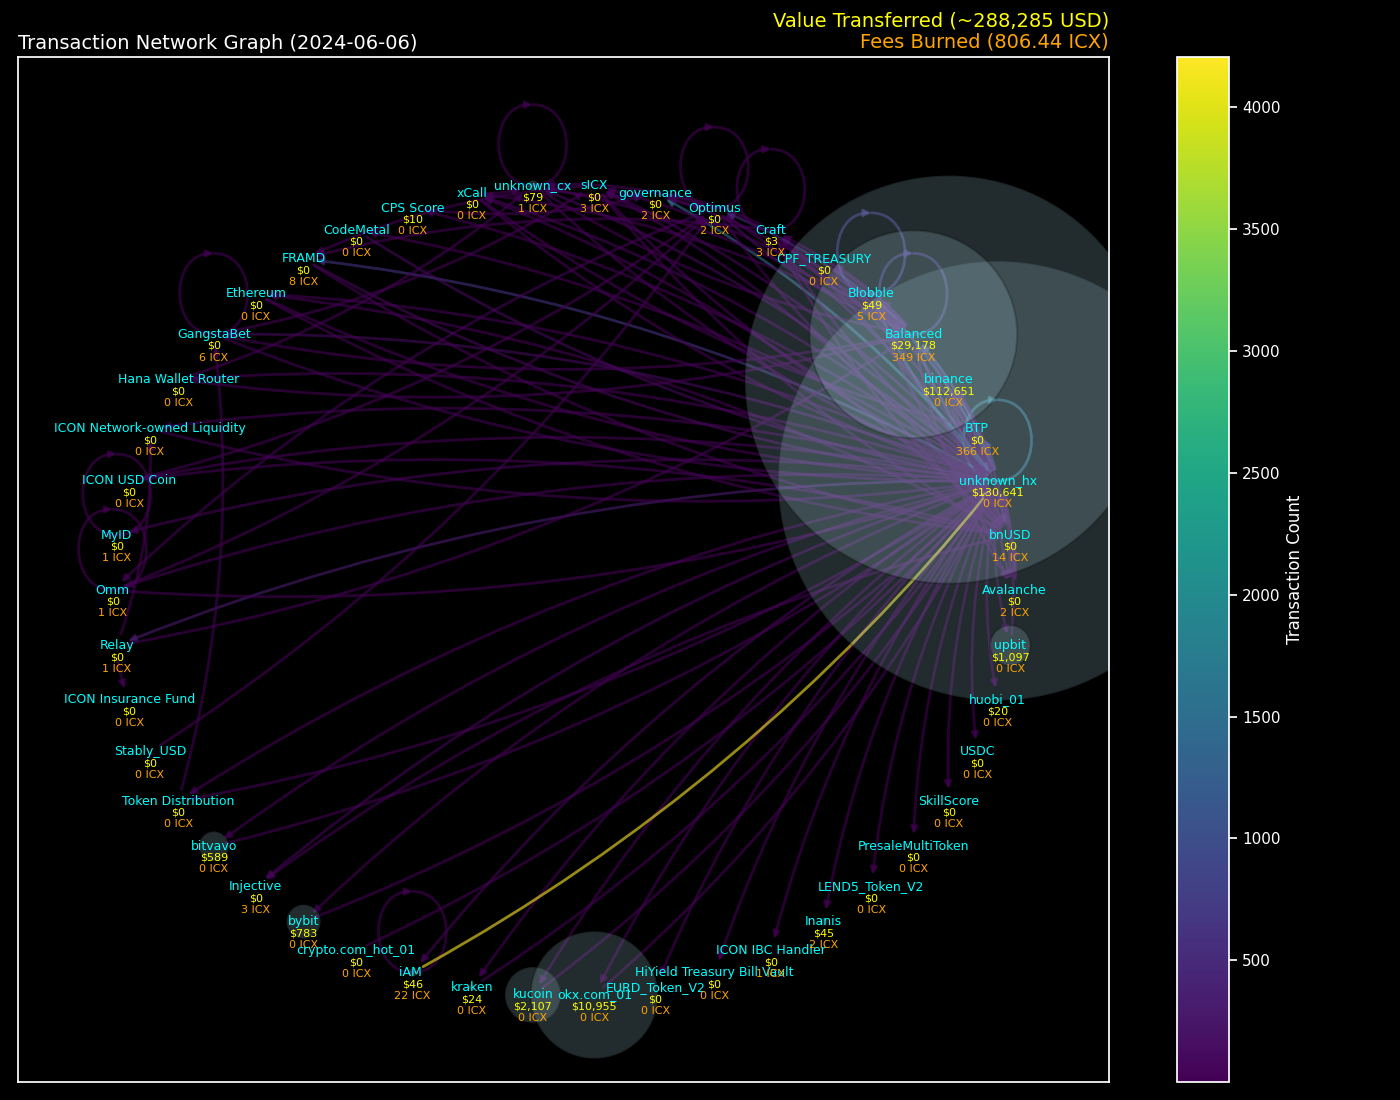 Value Transferred (~288,285 USD)
Transaction Network Graph (2024-06-06)
Fees Burned (806.44 ICX)
unknown_cx
$79
1 ICX
sICX
$0
3 ICX
xCall
$0
0 ICX
governance
$0
2 ICX
CPS Score
$10
0 ICX
Optimus
$0
2 ICX
CodeMetal
$0
0 ICX
Craft
$3
3 ICX
FRAMD
$0
8 ICX
CPF_TREASURY
$0
0 ICX
Ethereum
$0
0 ICX
Blobble
$49
5 ICX
GangstaBet
$0
6 ICX
Balanced
$29,178
349 ICX
Hana Wallet Router
$0
0 ICX
binance
$112,651
0 ICX
ICON Network-owned Liquidity
$0
0 ICX
BTP
$0
366 ICX
ICON USD Coin
$0
0 ICX
unknown_hx
$130,641
0 ICX
MyID
$0
1 ICX
bnUSD
$0
14 ICX
Omm
$0
1 ICX
Avalanche
$0
2 ICX
Relay
$0
1 ICX
upbit
$1,097
0 ICX
ICON Insurance Fund
$0
0 ICX
huobi_01
$20
0 ICX
Stably_USD
$0
0 ICX
USDC
$0
0 ICX
Token Distribution
$0
0 ICX
SkillScore
$0
0 ICX
bitvavo
$589
0 ICX
PresaleMultiToken
$0
0 ICX
Injective
$0
3 ICX
LEND5_Token_V2
$0
0 ICX
bybit
$783
0 ICX
Inanis
$45
2 ICX
crypto.com_hot_01
$0
0 ICX
ICON IBC Handler
$0
1 ICX
iAM
$46
22 ICX
HiYield Treasury Bill Vault
$0
0 ICX
kraken
$24
0 ICX
EURD_Token_V2
$0
0 ICX
kucoin
$2,107
0 ICX
okx.com_01
$10,955
0 ICX
4000
3500
3000
2500
2000
1500
1000
500
Transaction Count